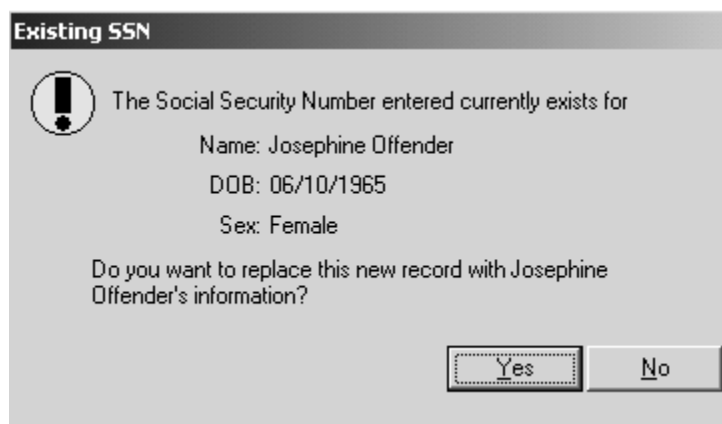 Existing SSN
The Social Security Number entered currently exists for
Name: Josephine Offender
DOB: 06/10/1965
Sex: Female
Do you want to replace this new record with Josephine
Offender's information?
Yes No